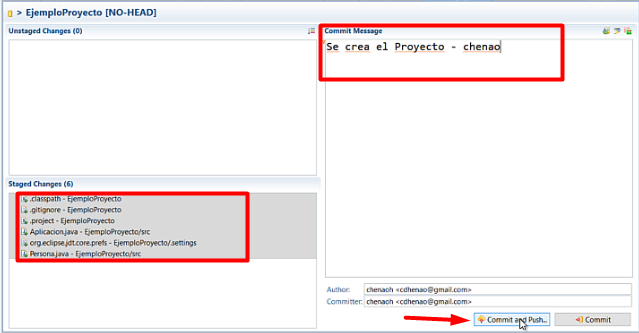 > EjemploProyecto [NO-HEAD]
Unstaged Changes (0)
Commit Message
Se crea el Proyecto - chenao
Staged Changes (6)
.classpath - EjemploProyecto
.gitignore - EjemploProyecto
.project - EjemploProyecto
Aplicacion.java - EjemploProyecto/src
org.eclipse.jdt.core.prefs - EjemploProyecto/.settings
Persona.java - EjemploProyecto/src
Author: chenaoh <cdhenao@gmail.com>
Committer: chenaoh <cdhenao@gmail.com>
Commit and Push... Commit